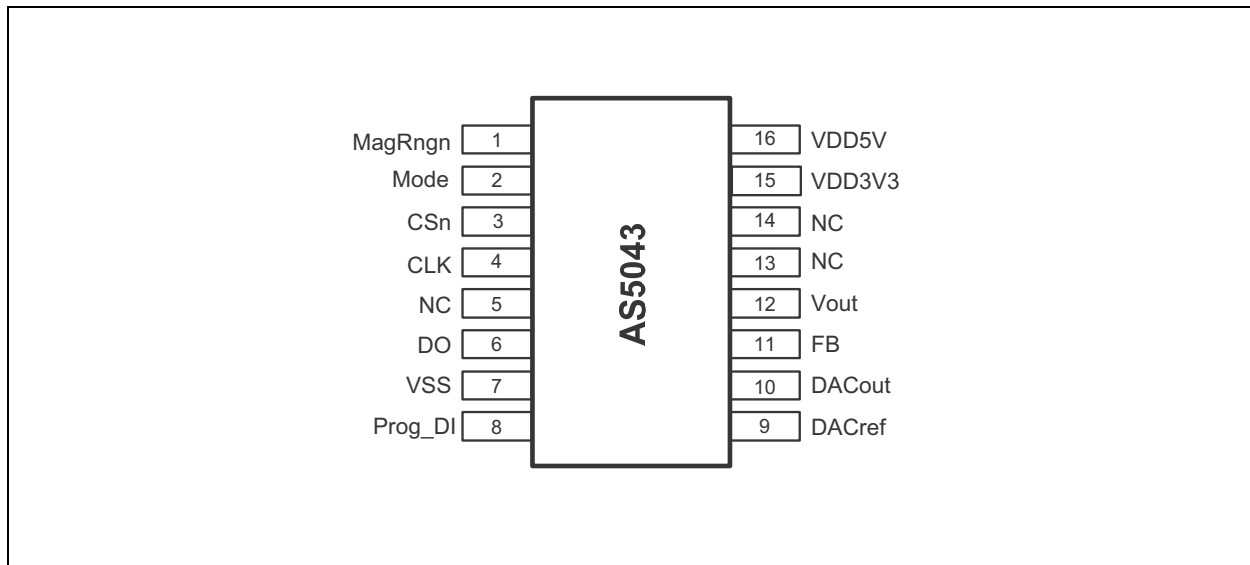 MagRngn 1
Mode 2
CSn 3
CLK 4
NC 5
DO 6
VSS 7
Prog_DI 8
AS5043
16 VDD5V
15 VDD3V3
14 NC
13 NC
12 Vout
11 FB
10 DACout
9 DACref